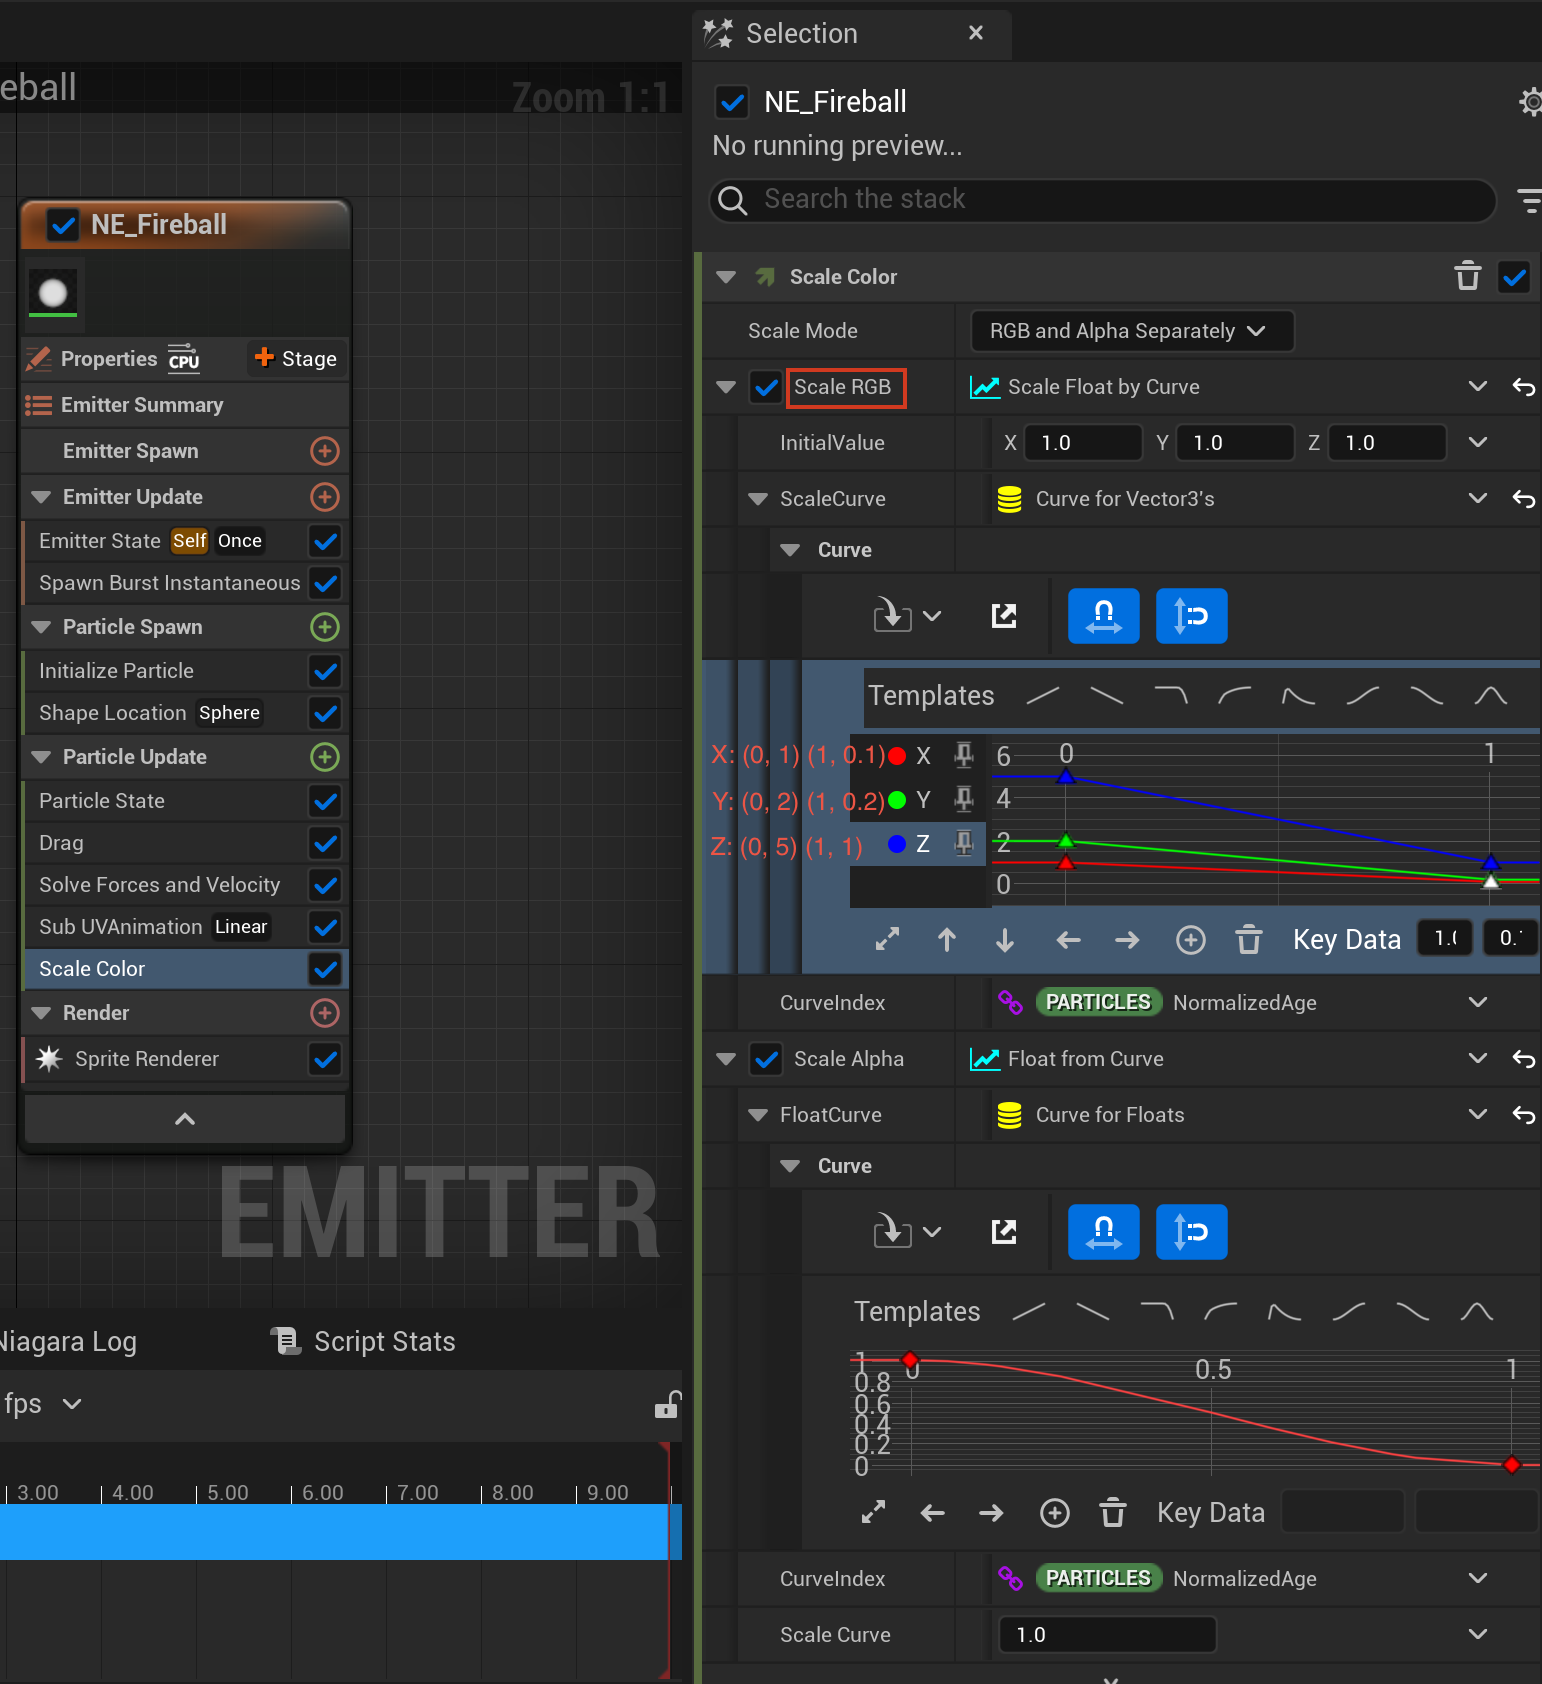 eball
Zoom 1:1
NE_Fireball
Properties CPU Stage
Emitter Summary
Emitter Spawn
Emitter Update
Emitter State Self Once
Spawn Burst Instantaneous
Particle Spawn
Initialize Particle
Shape Location Sphere
Particle Update
Particle State
Drag
Solve Forces and Velocity
Sub UVAnimation Linear
Scale Color
Render
Sprite Renderer
EMITTER
Niagara Log
Script Stats
fps
3.00 4.00 5.00 6.00 7.00 8.00 9.00
Selection
NE_Fireball
No running preview...
Search the stack
Scale Color
Scale Mode RGB and Alpha Separately
Scale RGB Scale Float by Curve
InitialValue X 1.0 Y 1.0 Z 1.0
ScaleCurve Curve for Vector3's
Curve
Templates
X: (0, 1) (1, 0.1) X
Y: (0, 2) (1, 0.2) Y
Z: (0, 5) (1, 1) Z
0 1
6
4
2
0
Key Data 1.( 0.
CurveIndex PARTICLES NormalizedAge
Scale Alpha Float from Curve
FloatCurve Curve for Floats
Curve
Templates
0 0.5 1
1
0.8
0.6
0.4
0.2
0
Key Data
CurveIndex PARTICLES NormalizedAge
Scale Curve 1.0